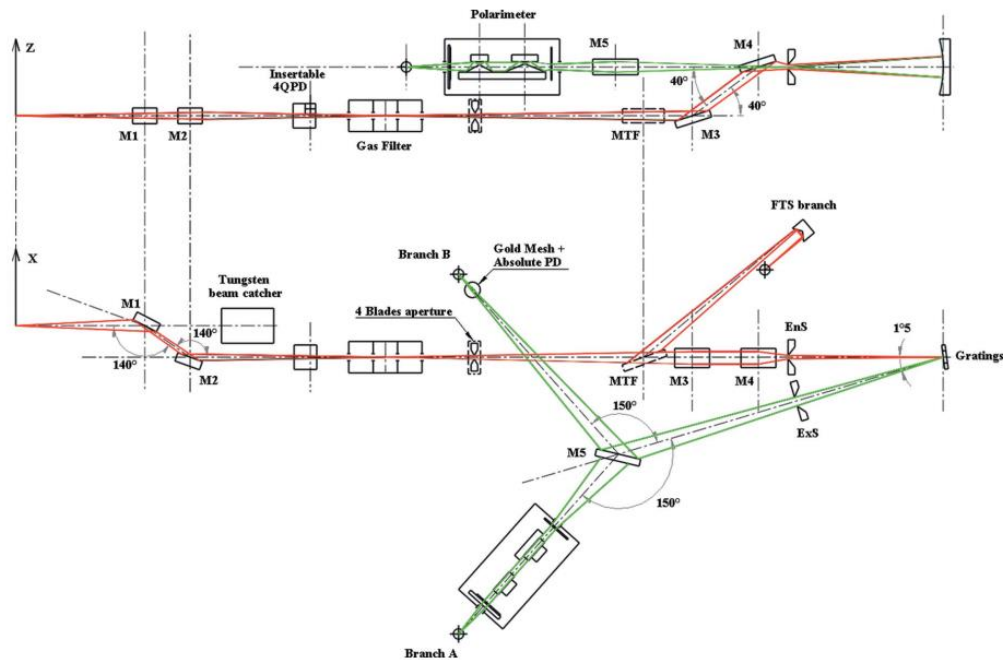 Polarimeter
Z
M5
M4
Insertable
4QPD
40°
40°
M1
M2
MTF
M3
Gas Filter
FTS branch
X
Gold Mesh +
Absolute PD
Branch B
Tungsten
beam catcher
M1
4 Blades aperture
EnS
1°5
140°
140°
M2
MTF
M3
M4
Gratings
ExS
150°
M5
150°
Branch A